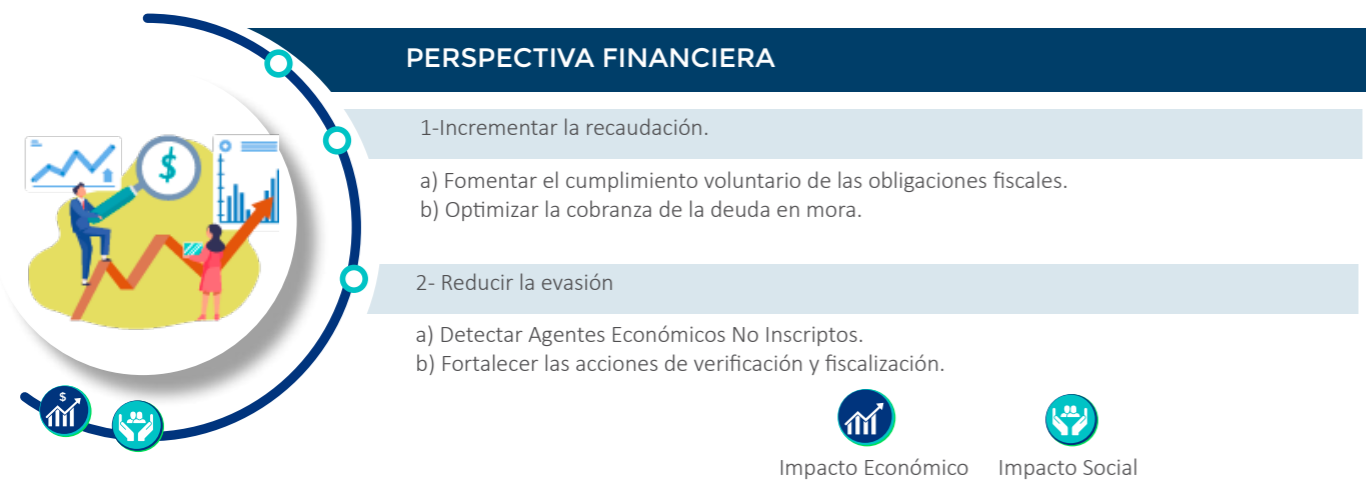 PERSPECTIVA FINANCIERA
1-Incrementar la recaudación.
a) Fomentar el cumplimiento voluntario de las obligaciones fiscales.
b) Optimizar la cobranza de la deuda en mora.
2- Reducir la evasión
a) Detectar Agentes Económicos No Inscriptos.
b) Fortalecer las acciones de verificación y fiscalización.
$
$
Impacto Económico
Impacto Social